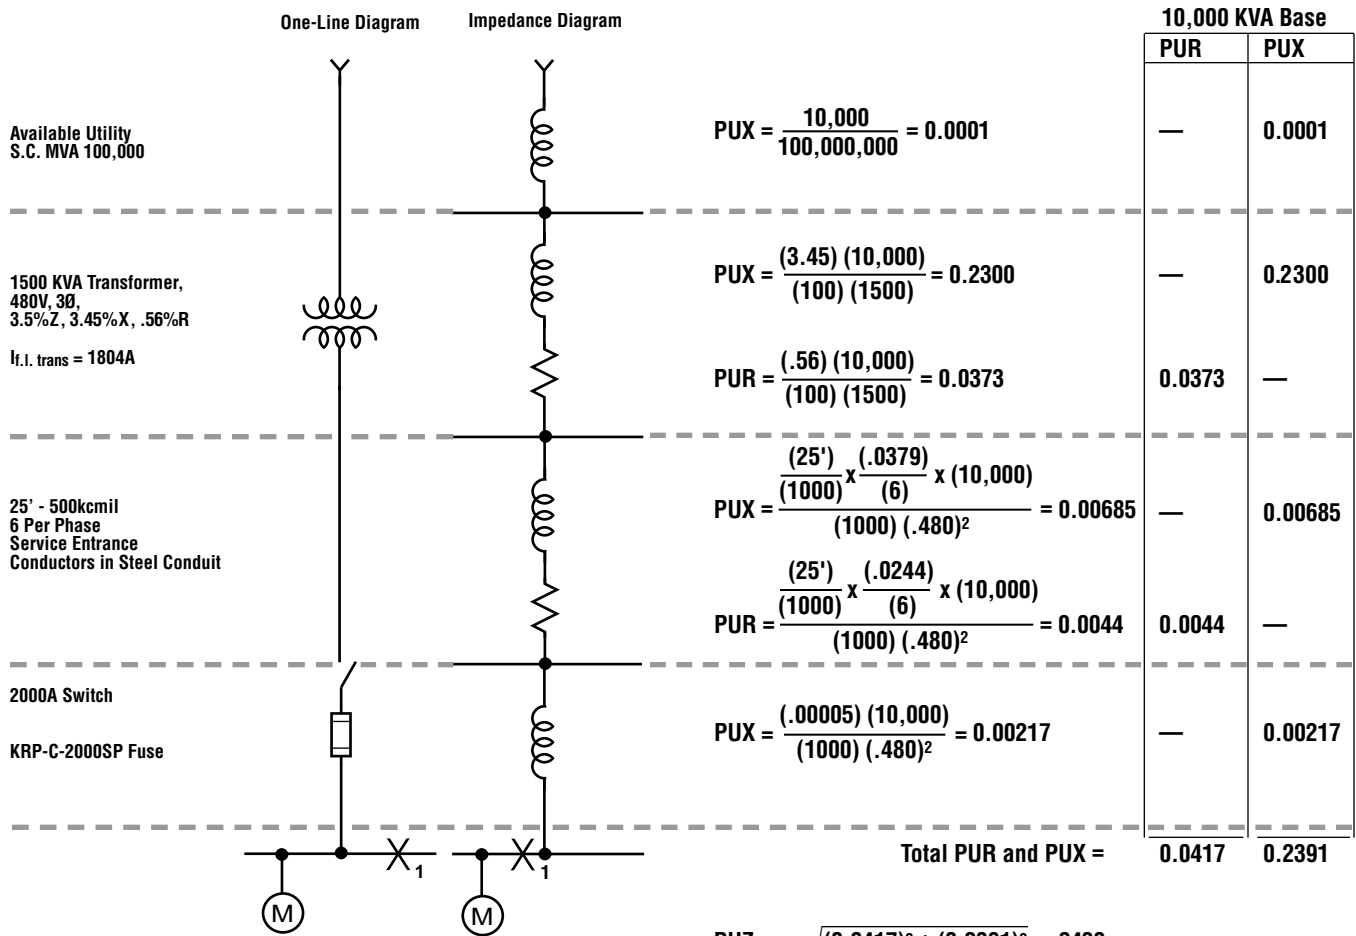 One-Line Diagram
Impedance Diagram
10,000 KVA Base
PUR
PUX
Available Utility
S.C. MVA 100,000
PUX = 10,000 / 100,000,000 = 0.0001
—
0.0001
1500 KVA Transformer,
480V, 3Ø,
3.5%Z, 3.45%X, .56%R
If.l. trans = 1804A
PUX = (3.45) (10,000) / (100) (1500) = 0.2300
—
0.2300
PUR = (.56) (10,000) / (100) (1500) = 0.0373
0.0373
—
25' - 500kcmil
6 Per Phase
Service Entrance
Conductors in Steel Conduit
PUX = (25') / (1000) x (.0379) / (6) x (10,000) / (1000) (.480)² = 0.00685
—
0.00685
PUR = (25') / (1000) x (.0244) / (6) x (10,000) / (1000) (.480)² = 0.0044
0.0044
—
2000A Switch
KRP-C-2000SP Fuse
PUX = (.00005) (10,000) / (1000) (.480)² = 0.00217
—
0.00217
X1
X1
Total PUR and PUX =
0.0417
0.2391
M
M